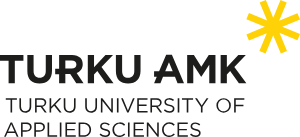 TURKU AMK
TURKU UNIVERSITY OF
APPLIED SCIENCES